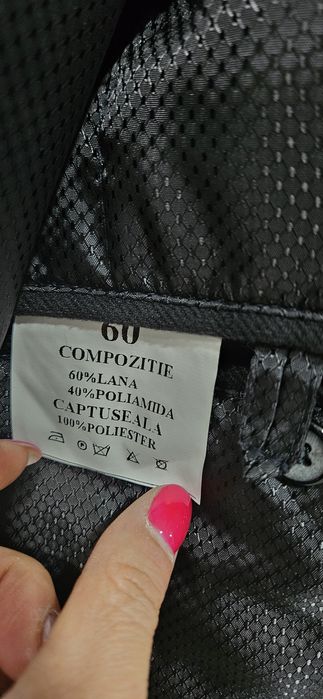 60
COMPOZITIE
60%LANA
40%POLIAMIDA
CAPTUSEALA
100%POLIESTER